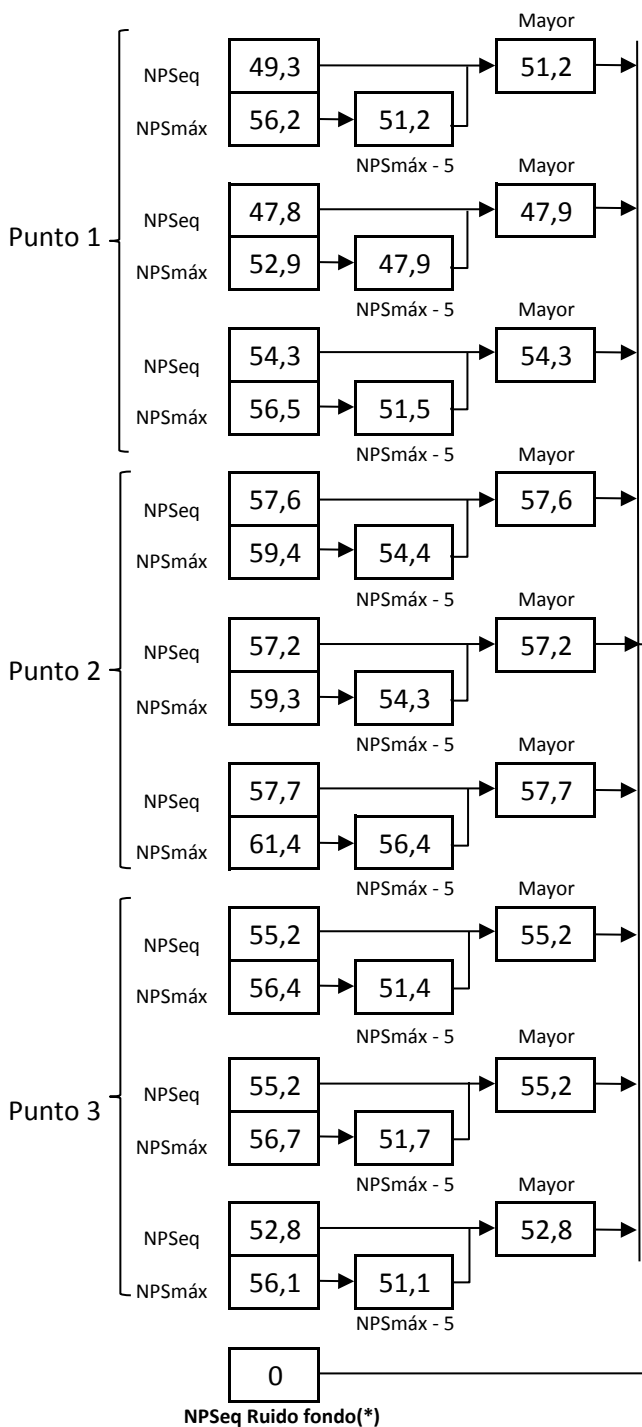 Mayor
NPSeq 49,3 51,2
NPSmáx 56,2 51,2
NPSmáx - 5
Mayor
NPSeq 47,8 47,9
Punto 1
NPSmáx 52,9 47,9
NPSmáx - 5
Mayor
NPSeq 54,3 54,3
NPSmáx 56,5 51,5
NPSmáx - 5
Mayor
NPSeq 57,6 57,6
NPSmáx 59,4 54,4
NPSmáx - 5
Mayor
NPSeq 57,2 57,2
Punto 2
NPSmáx 59,3 54,3
NPSmáx - 5
Mayor
NPSeq 57,7 57,7
NPSmáx 61,4 56,4
NPSmáx - 5
Mayor
NPSeq 55,2 55,2
NPSmáx 56,4 51,4
NPSmáx - 5
Mayor
NPSeq 55,2 55,2
Punto 3
NPSmáx 56,7 51,7
NPSmáx - 5
Mayor
NPSeq 52,8 52,8
NPSmáx 56,1 51,1
NPSmáx - 5
0
NPSeq Ruido fondo(*)